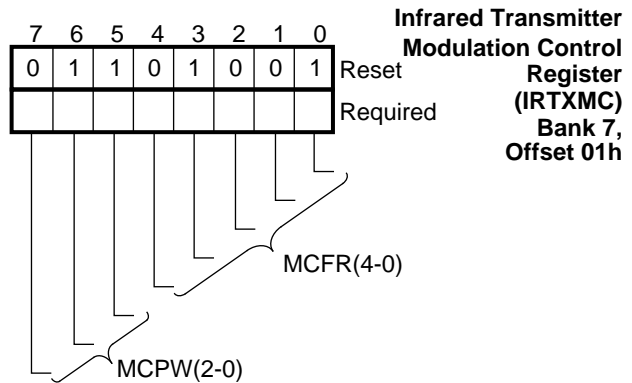 Infrared Transmitter
Modulation Control
Register
(IRTXMC)
Bank 7,
Offset 01h
7 6 5 4 3 2 1 0
0 1 1 0 1 0 0 1 Reset
Required
MCFR(4-0)
MCPW(2-0)